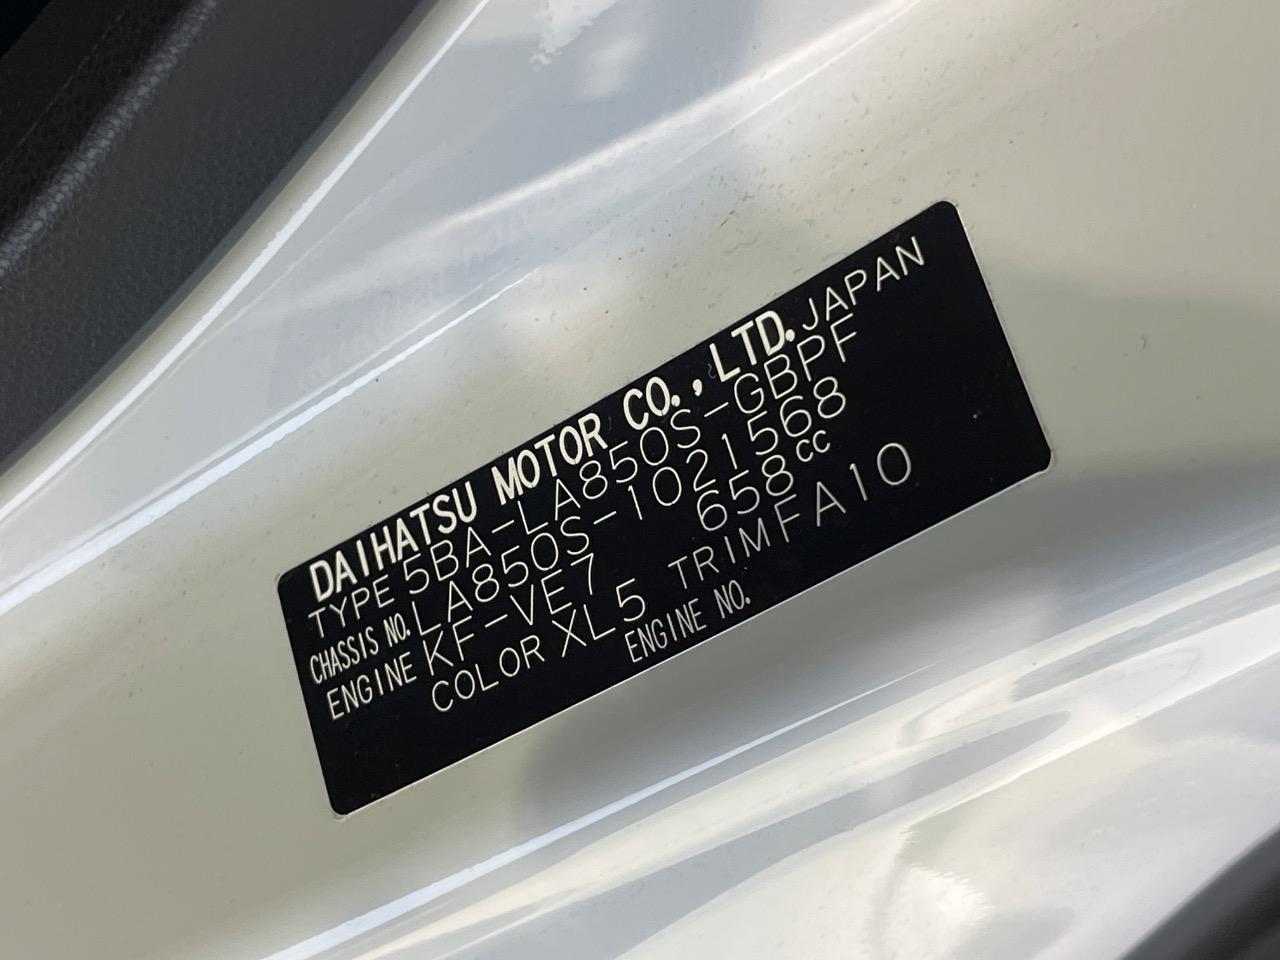 DAIHATSU MOTOR CO., LTD. JAPAN
TYPE 5BA-LA850S-GBPF
CHASSIS NO. LA850S-1021568
ENGINE KF-VE7 658cc
COLOR XL5 TRIM FA10
ENGINE NO.